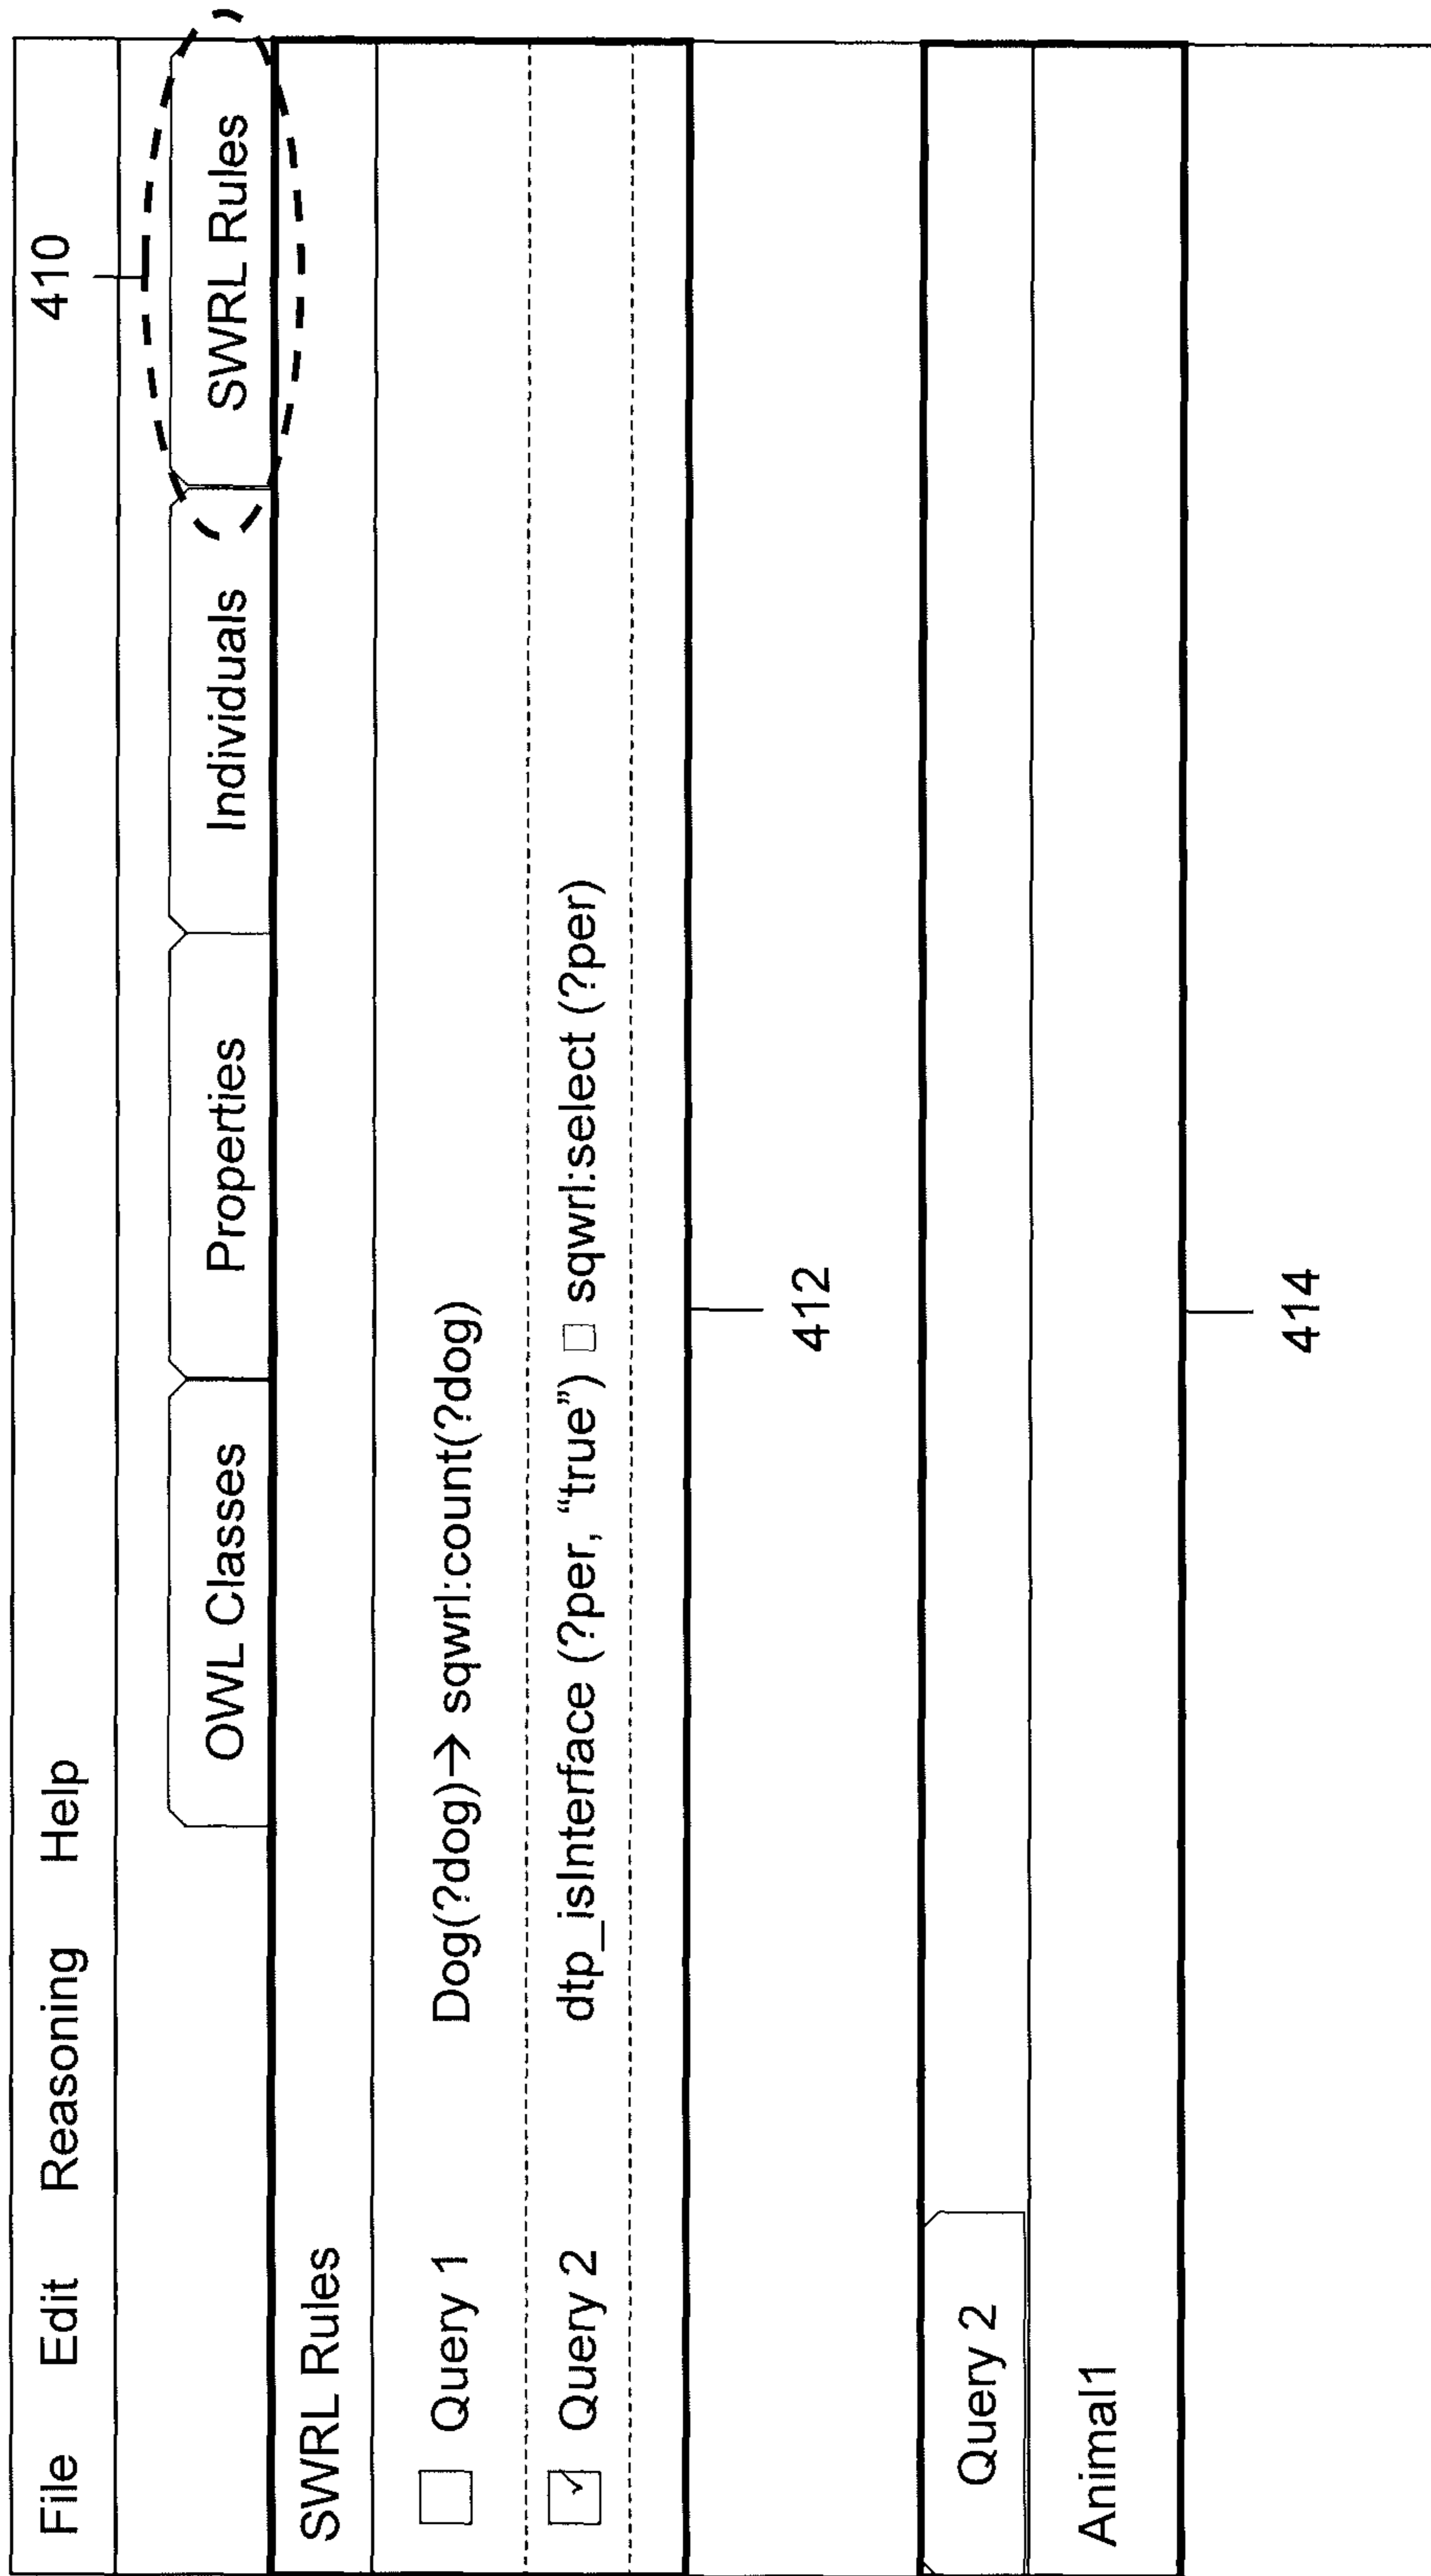 File Edit Reasoning Help
410
OWL Classes Properties Individuals SWRL Rules
SWRL Rules
Query 1 Dog(?dog)→ sqwrl:count(?dog)
☑ Query 2 dtp_isInterface (?per, “true”) □ sqwrl:select (?per)
412
Query 2
Animal1
414